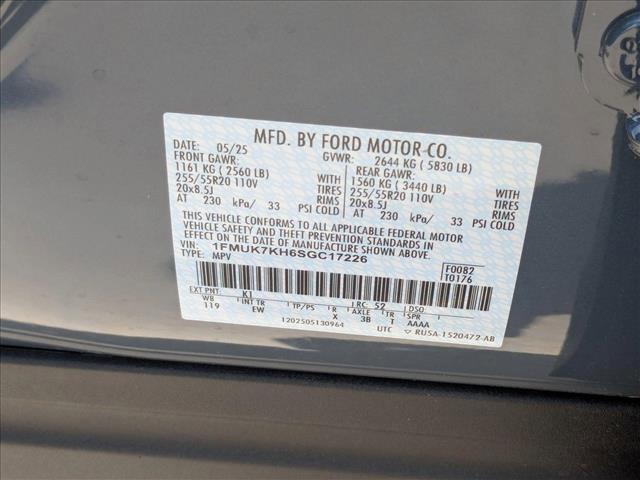 MFD. BY FORD MOTOR CO.
DATE: 05/25 GVWR: 2644 KG ( 5830 LB)
FRONT GAWR: REAR GAWR:
1161 KG ( 2560 LB) 1560 KG ( 3440 LB)
255/55R20 110V TIRES 255/55R20 110V TIRES
20x8.5J RIMS 20x8.5J RIMS
AT 230 kPa/ 33 PSI COLD AT 230 kPa/ 33 PSI COLD
THIS VEHICLE CONFORMS TO ALL APPLICABLE FEDERAL MOTOR
VEHICLE SAFETY AND THEFT PREVENTION STANDARDS IN
EFFECT ON THE DATE OF MANUFACTURE SHOWN ABOVE.
VIN: 1FMUK7KH6SGC17226
TYPE: MPV F0082
T0176
EXT PNT: K1 RC: 52 DSO:
WB INT TR TP/PS R AXLE TR SPR
119 EW X 3B T AAAA
1202505130964 UTC ▽ RU5A-1520472-AB